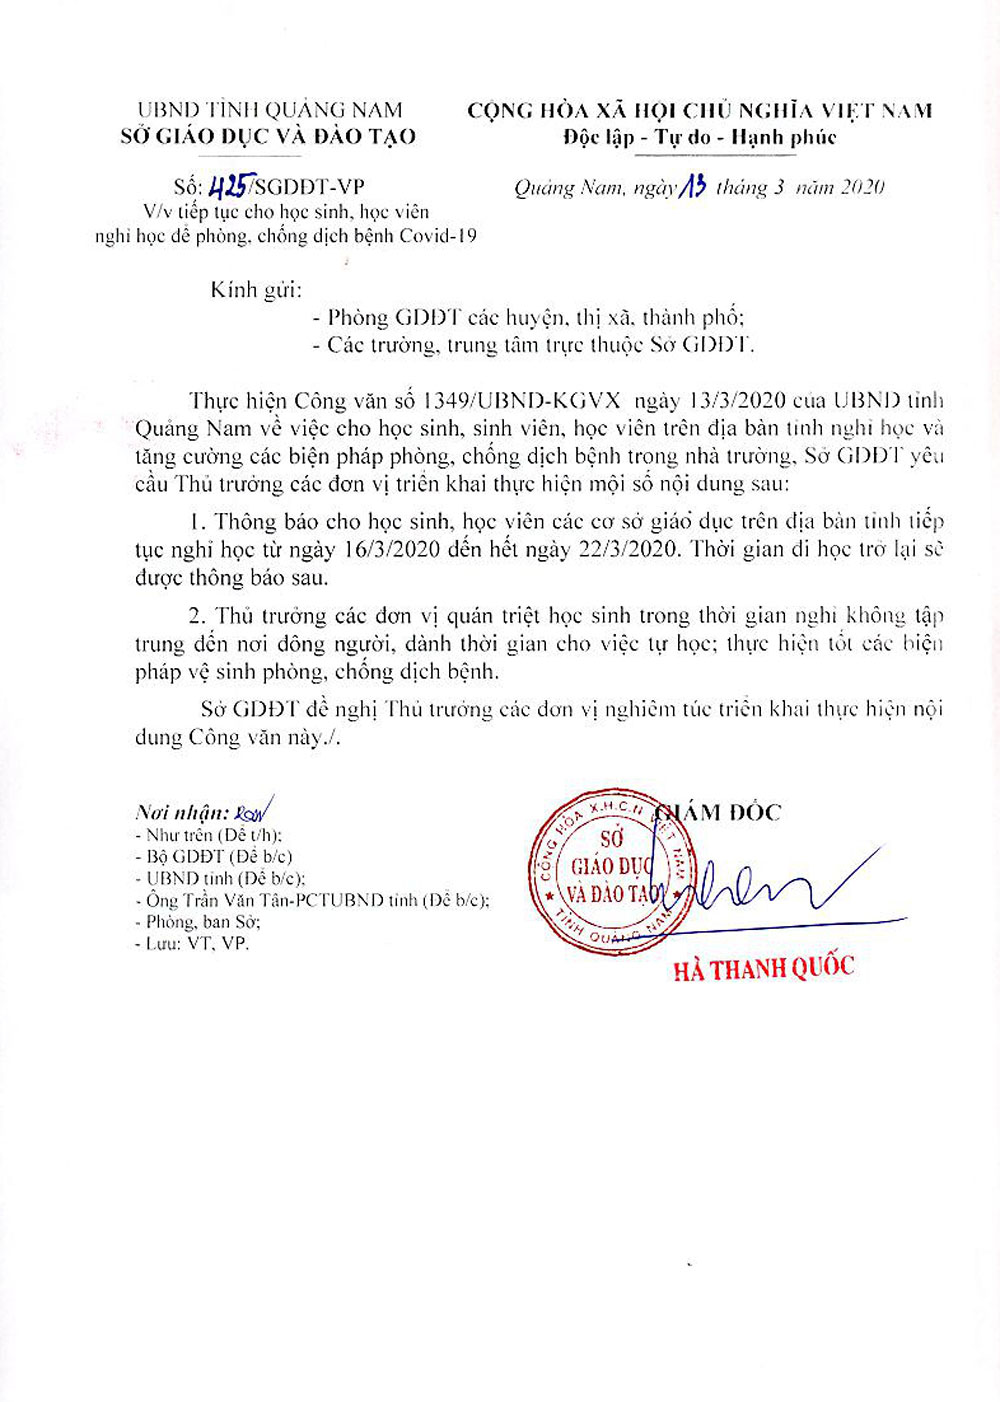 UBND TỈNH QUẢNG NAM
SỞ GIÁO DỤC VÀ ĐÀO TẠO
CỘNG HÒA XÃ HỘI CHỦ NGHĨA VIỆT NAM
Độc lập - Tự do - Hạnh phúc
Số: 425/SGDĐT-VP
Quảng Nam, ngày 13 tháng 3 năm 2020
V/v tiếp tục cho học sinh, học viên
nghỉ học để phòng, chống dịch bệnh Covid-19
Kính gửi:
- Phòng GDĐT các huyện, thị xã, thành phố;
- Các trường, trung tâm trực thuộc Sở GDĐT.
Thực hiện Công văn số 1349/UBND-KGVX ngày 13/3/2020 của UBND tỉnh
Quảng Nam về việc cho học sinh, sinh viên, học viên trên địa bàn tỉnh nghỉ học và
tăng cường các biện pháp phòng, chống dịch bệnh trong nhà trường, Sở GDĐT yêu
cầu Thủ trưởng các đơn vị triển khai thực hiện một số nội dung sau:
1. Thông báo cho học sinh, học viên các cơ sở giáo dục trên địa bàn tỉnh tiếp
tục nghỉ học từ ngày 16/3/2020 đến hết ngày 22/3/2020. Thời gian đi học trở lại sẽ
được thông báo sau.
2. Thủ trưởng các đơn vị quán triệt học sinh trong thời gian nghỉ không tập
trung đến nơi đông người, dành thời gian cho việc tự học; thực hiện tốt các biện
pháp vệ sinh phòng, chống dịch bệnh.
Sở GDĐT đề nghị Thủ trưởng các đơn vị nghiêm túc triển khai thực hiện nội
dung Công văn này./.
Nơi nhận:
- Như trên (Để t/h);
- Bộ GDĐT (Để b/c)
- UBND tỉnh (Để b/c);
- Ông Trần Văn Tân-PCTUBND tỉnh (Để b/c);
- Phòng, ban Sở;
- Lưu: VT, VP.
GIÁM ĐỐC
CỘNG HÒA X.H.C.N VIỆT NAM
SỞ
GIÁO DỤC
VÀ ĐÀO TẠO
TỈNH QUẢNG NAM
HÀ THANH QUỐC